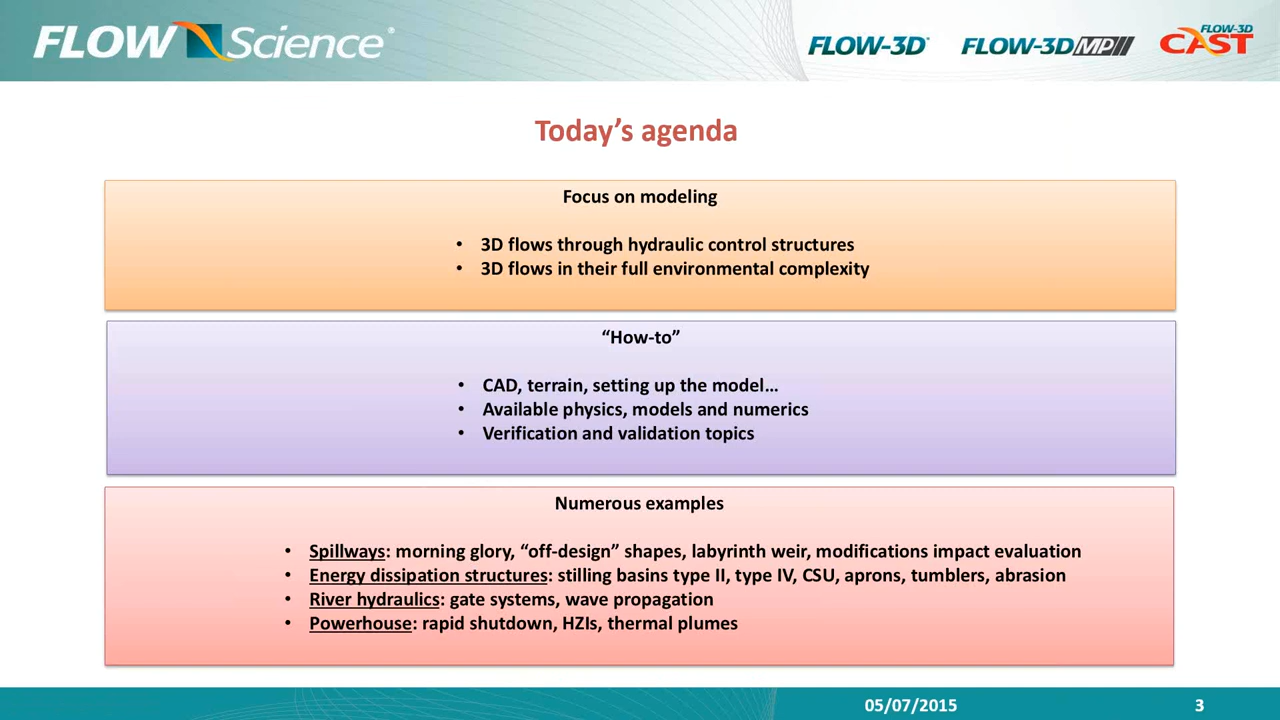 FLOW Science®
FLOW-3D® FLOW-3D MP FLOW-3D CAST
Today’s agenda
Focus on modeling
• 3D flows through hydraulic control structures
• 3D flows in their full environmental complexity
“How-to”
• CAD, terrain, setting up the model…
• Available physics, models and numerics
• Verification and validation topics
Numerous examples
• Spillways: morning glory, “off-design” shapes, labyrinth weir, modifications impact evaluation
• Energy dissipation structures: stilling basins type II, type IV, CSU, aprons, tumblers, abrasion
• River hydraulics: gate systems, wave propagation
• Powerhouse: rapid shutdown, HZIs, thermal plumes
05/07/2015 3